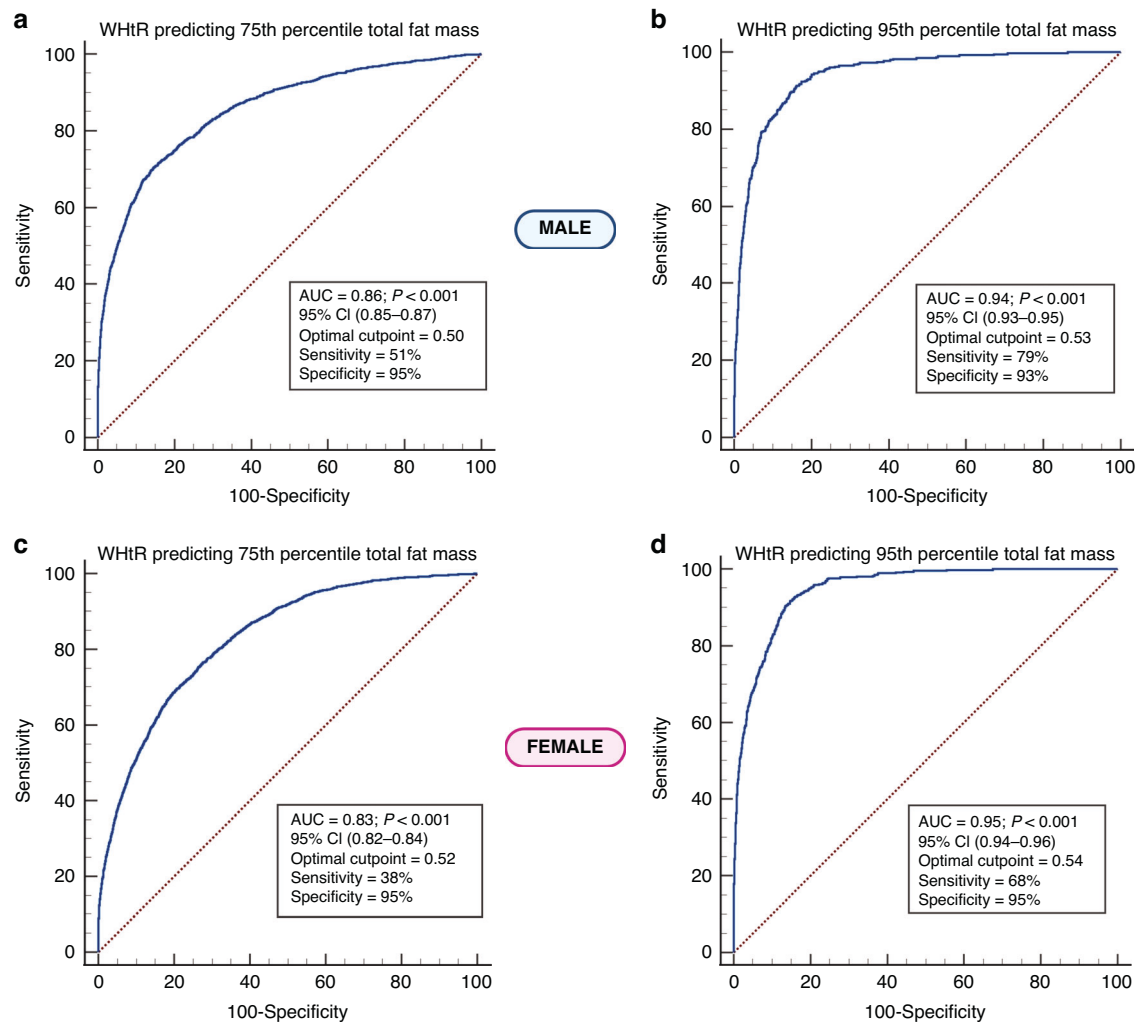 a
WHtR predicting 75th percentile total fat mass
100
80
60
40
20
0
Sensitivity
0 20 40 60 80 100
100-Specificity
AUC = 0.86; P < 0.001
95% CI (0.85–0.87)
Optimal cutpoint = 0.50
Sensitivity = 51%
Specificity = 95%
MALE
b
WHtR predicting 95th percentile total fat mass
100
80
60
40
20
0
Sensitivity
0 20 40 60 80 100
100-Specificity
AUC = 0.94; P < 0.001
95% CI (0.93–0.95)
Optimal cutpoint = 0.53
Sensitivity = 79%
Specificity = 93%
c
WHtR predicting 75th percentile total fat mass
100
80
60
40
20
0
Sensitivity
0 20 40 60 80 100
100-Specificity
AUC = 0.83; P < 0.001
95% CI (0.82–0.84)
Optimal cutpoint = 0.52
Sensitivity = 38%
Specificity = 95%
FEMALE
d
WHtR predicting 95th percentile total fat mass
100
80
60
40
20
0
Sensitivity
0 20 40 60 80 100
100-Specificity
AUC = 0.95; P < 0.001
95% CI (0.94–0.96)
Optimal cutpoint = 0.54
Sensitivity = 68%
Specificity = 95%